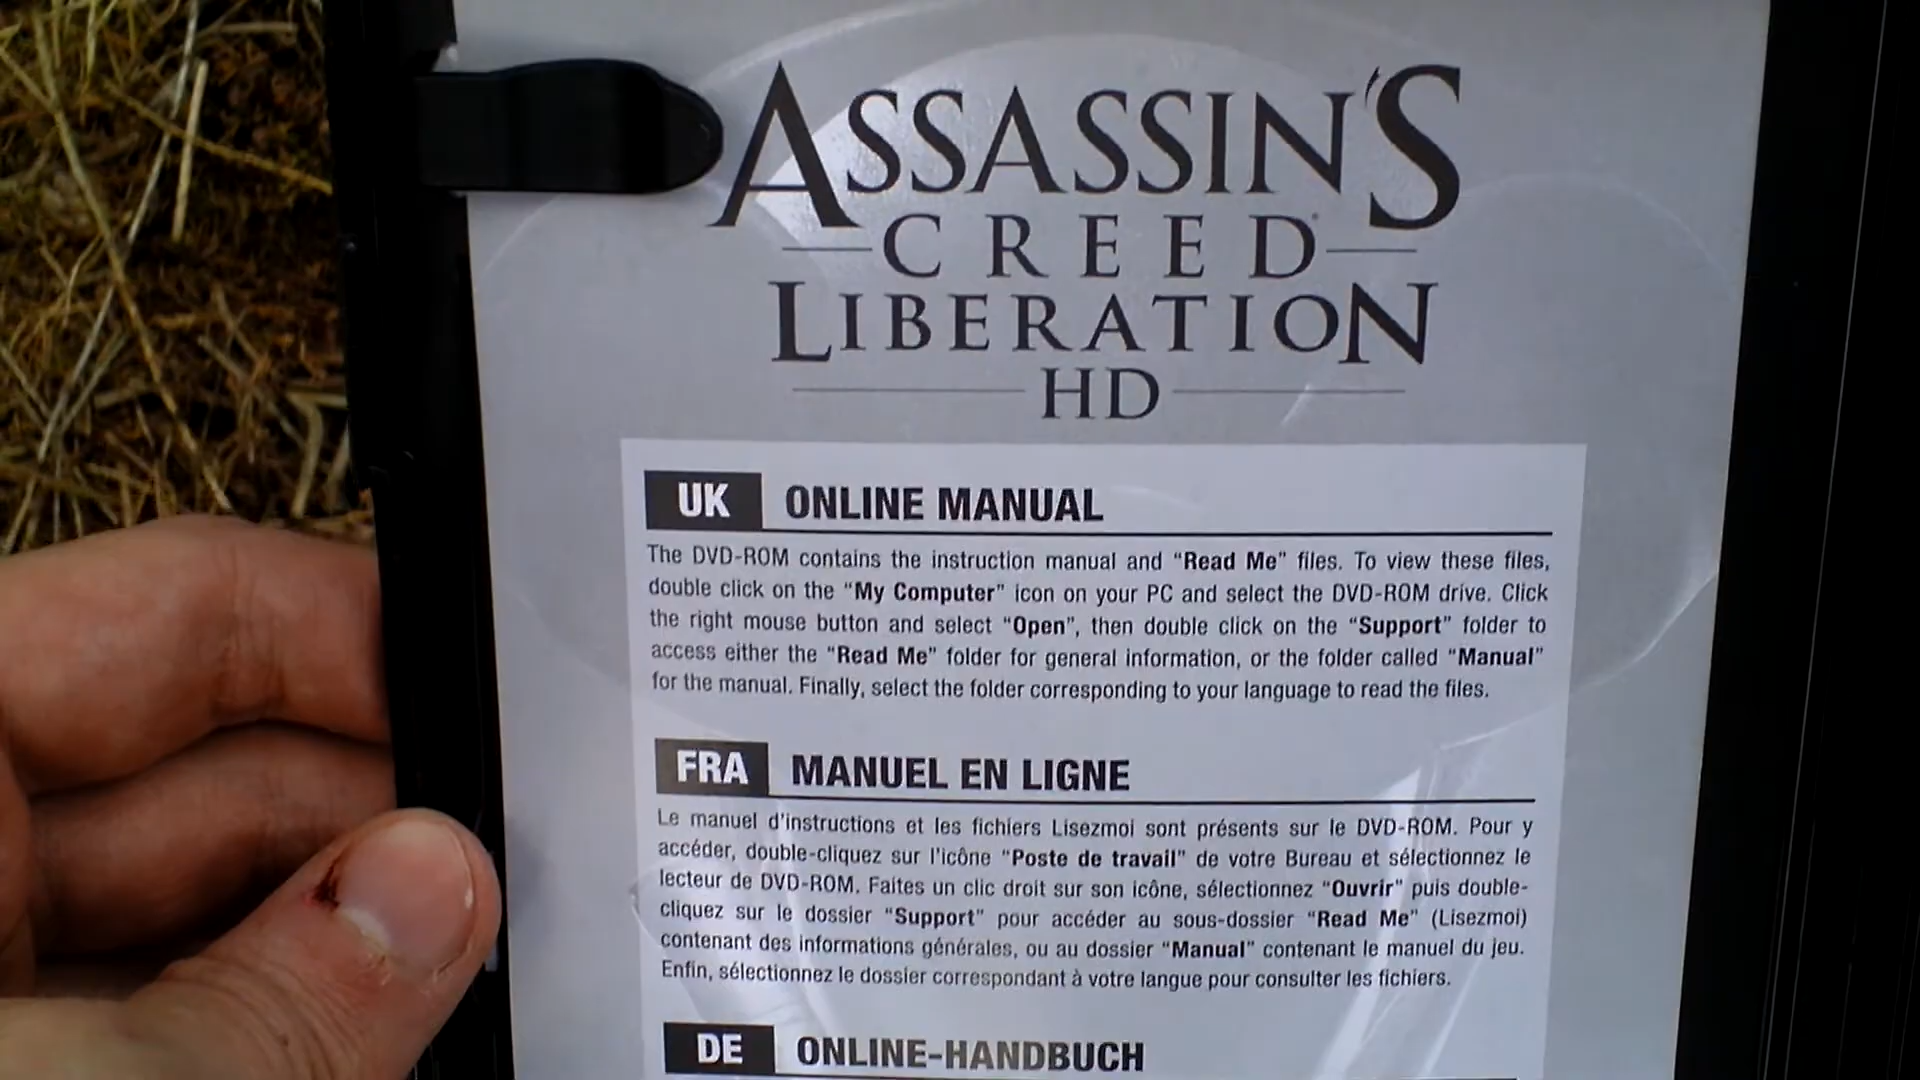 ASSASSIN'S
CREED
LIBERATION
HD
UK ONLINE MANUAL
The DVD-ROM contains the instruction manual and “Read Me” files. To view these files,
double click on the “My Computer” icon on your PC and select the DVD-ROM drive. Click
the right mouse button and select “Open”, then double click on the “Support” folder to
access either the “Read Me” folder for general information, or the folder called “Manual”
for the manual. Finally, select the folder corresponding to your language to read the files.
FRA MANUEL EN LIGNE
Le manuel d’instructions et les fichiers Lisezmoi sont présents sur le DVD-ROM. Pour y
accéder, double-cliquez sur l’icône “Poste de travail” de votre Bureau et sélectionnez le
lecteur de DVD-ROM. Faites un clic droit sur son icône, sélectionnez “Ouvrir” puis double-
cliquez sur le dossier “Support” pour accéder au sous-dossier “Read Me” (Lisezmoi)
contenant des informations générales, ou au dossier “Manual” contenant le manuel du jeu.
Enfin, sélectionnez le dossier correspondant à votre langue pour consulter les fichiers.
DE ONLINE-HANDBUCH